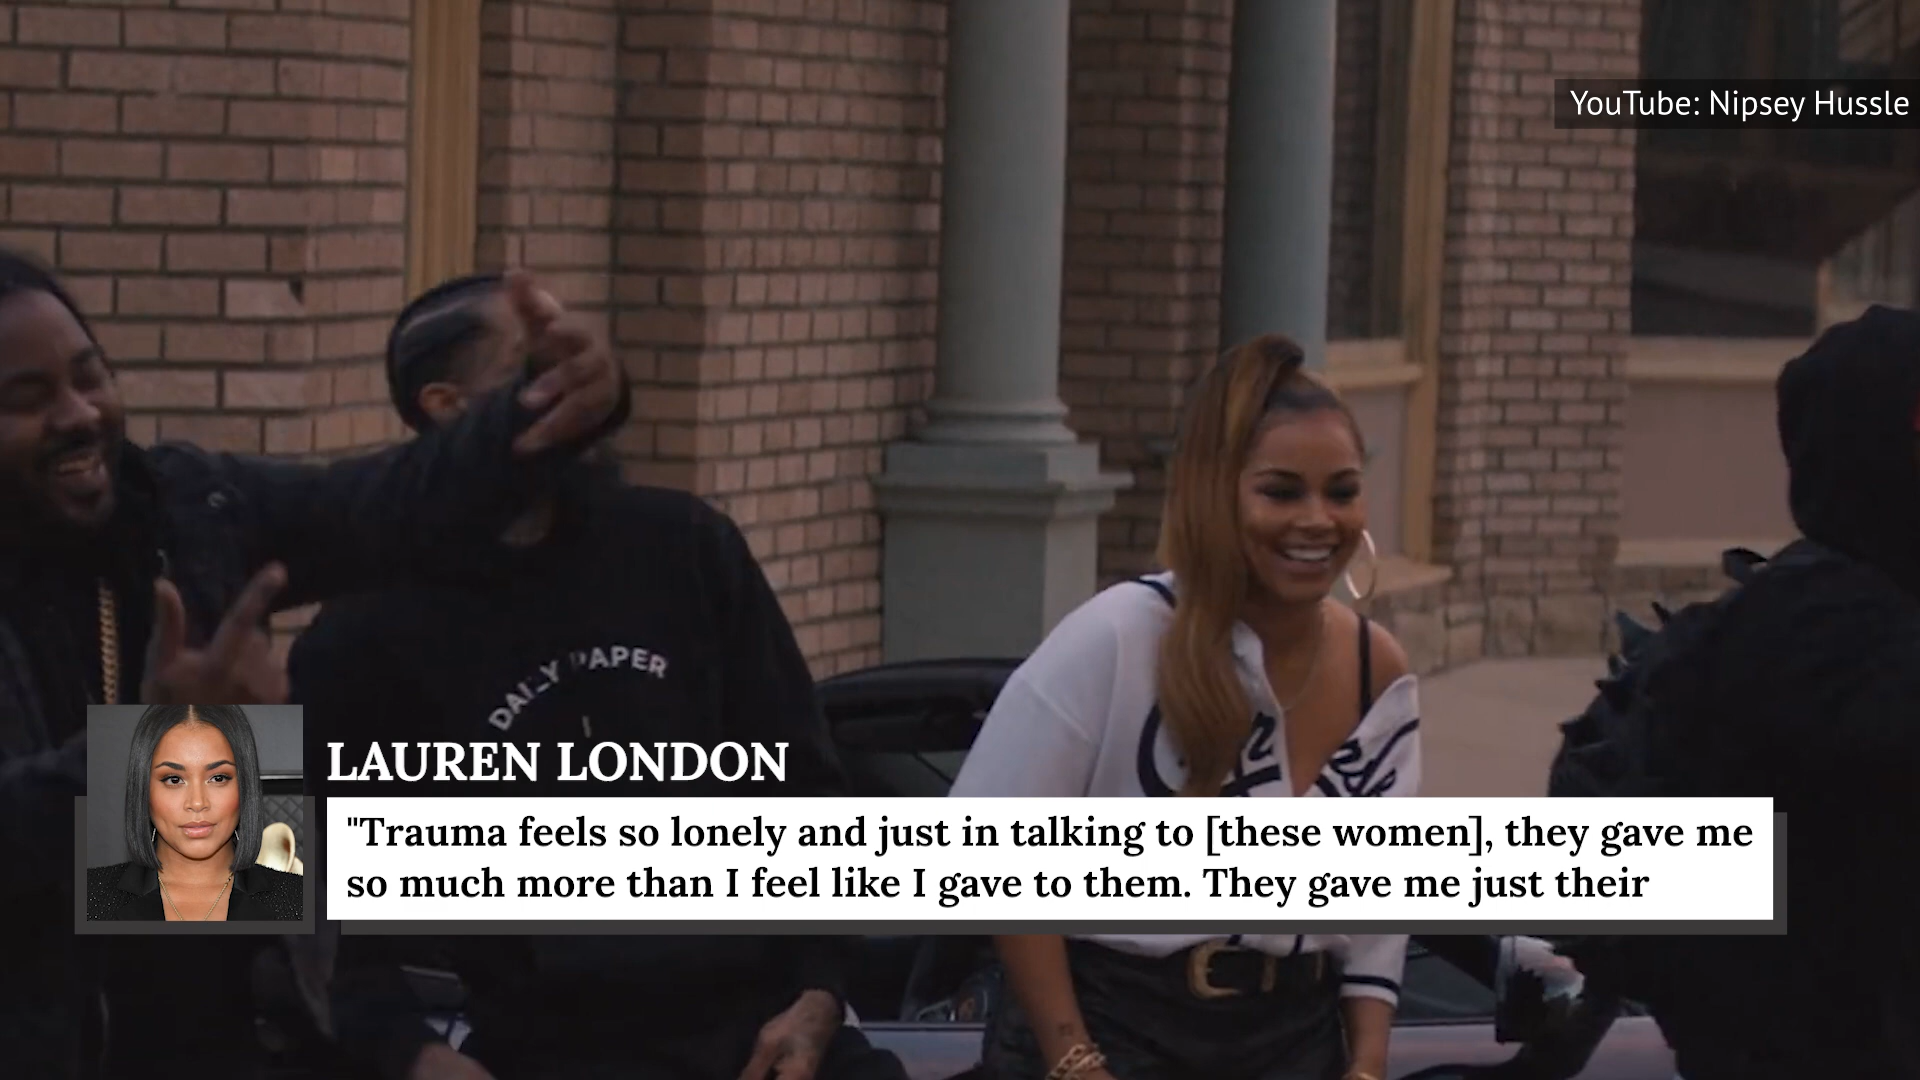 YouTube: Nipsey Hussle
DAILY PAPER
LAUREN LONDON
"Trauma feels so lonely and just in talking to [these women], they gave me
so much more than I feel like I gave to them. They gave me just their